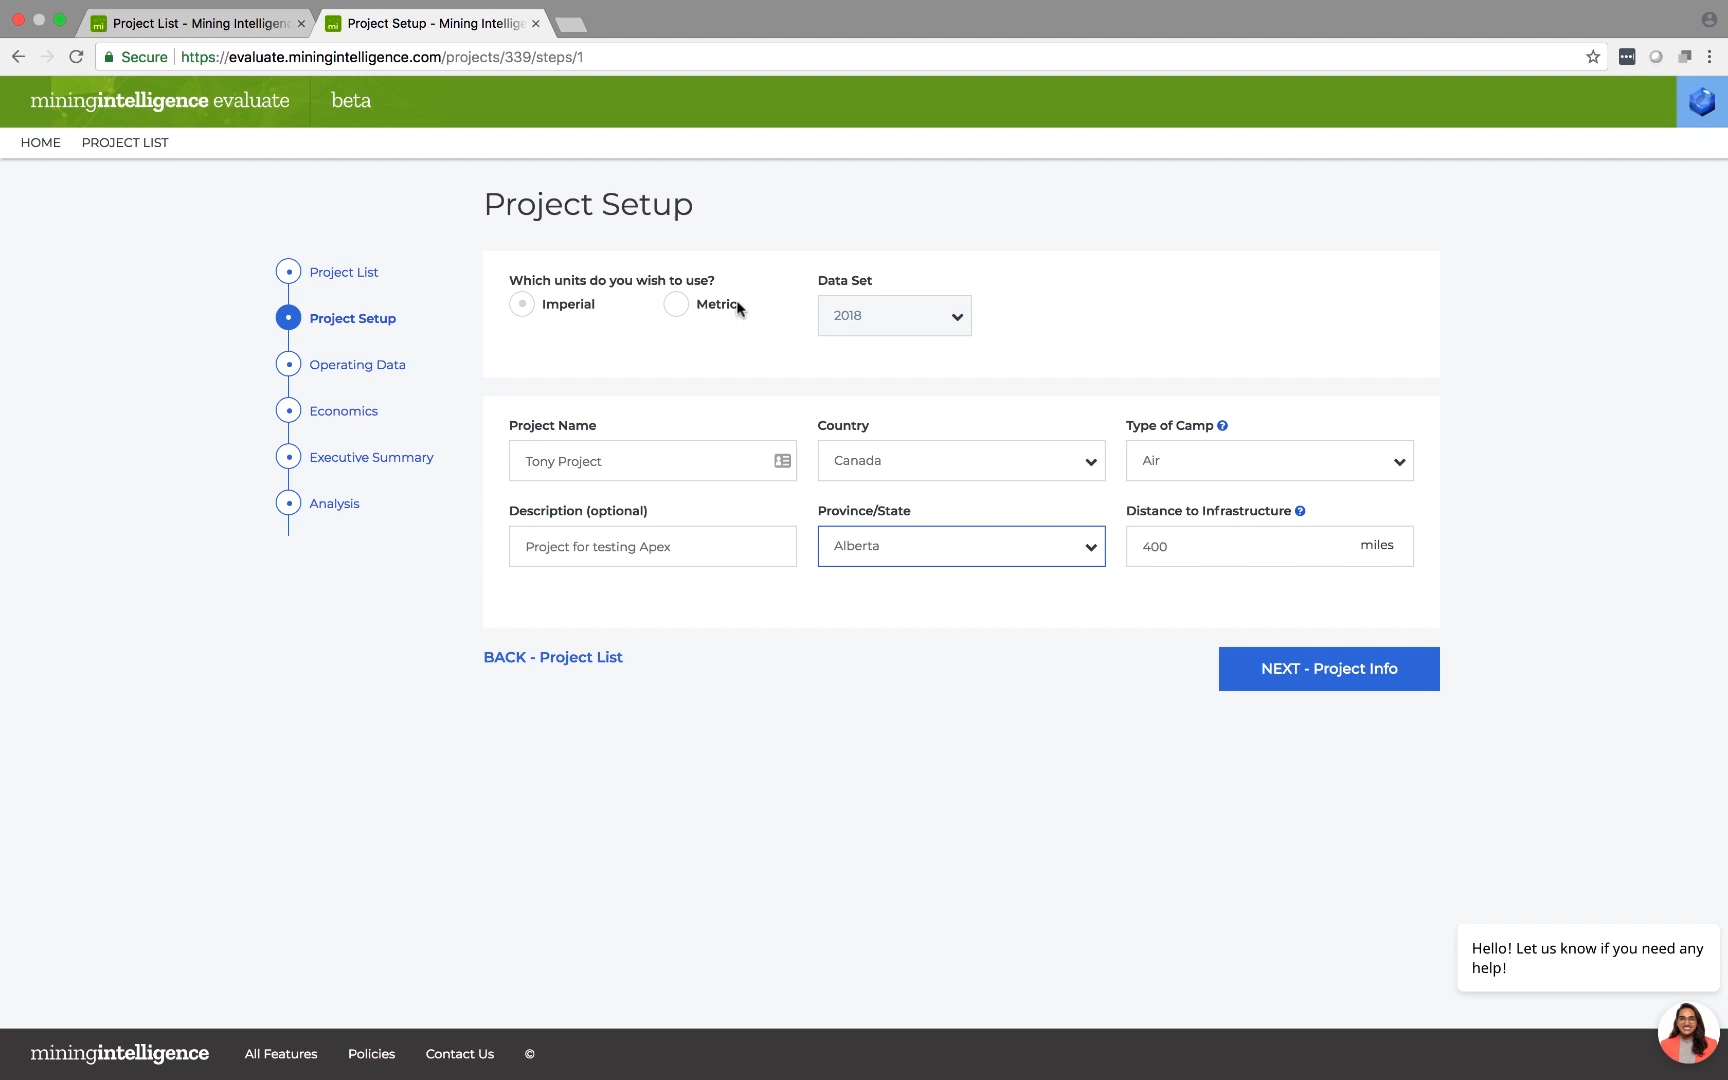 Project List - Mining Intelligenc
Project Setup - Mining Intellige
Secure
https://evaluate.miningintelligence.com/projects/339/steps/1
miningintelligence evaluate
beta
HOME
PROJECT LIST
Project Setup
Project List
Project Setup
Operating Data
Economics
Executive Summary
Analysis
Which units do you wish to use?
Imperial
Metric
Data Set
2018
Project Name
Tony Project
Country
Canada
Type of Camp
Air
Description (optional)
Project for testing Apex
Province/State
Alberta
Distance to Infrastructure
400
miles
BACK - Project List
NEXT - Project Info
Hello! Let us know if you need any
help!
miningintelligence
All Features
Policies
Contact Us
©